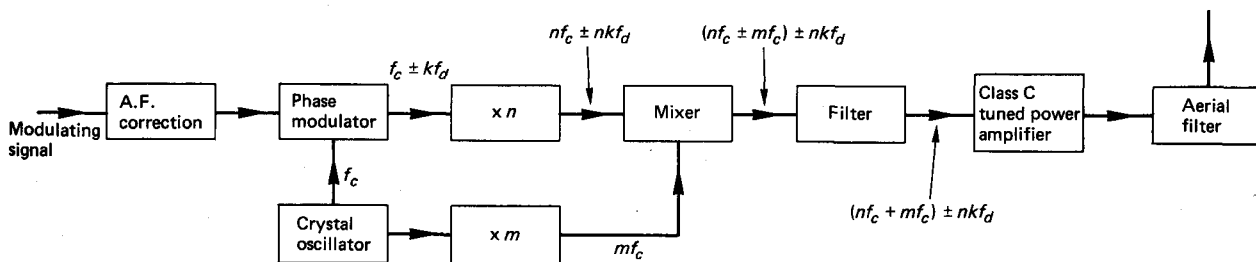 nf_c ± nkf_d
(nf_c ± mf_c) ± nkf_d
f_c ± kf_d
Modulating
signal
A.F.
correction
Phase
modulator
× n
Mixer
Filter
Class C
tuned power
amplifier
Aerial
filter
f_c
(nf_c + mf_c) ± nkf_d
Crystal
oscillator
× m
mf_c